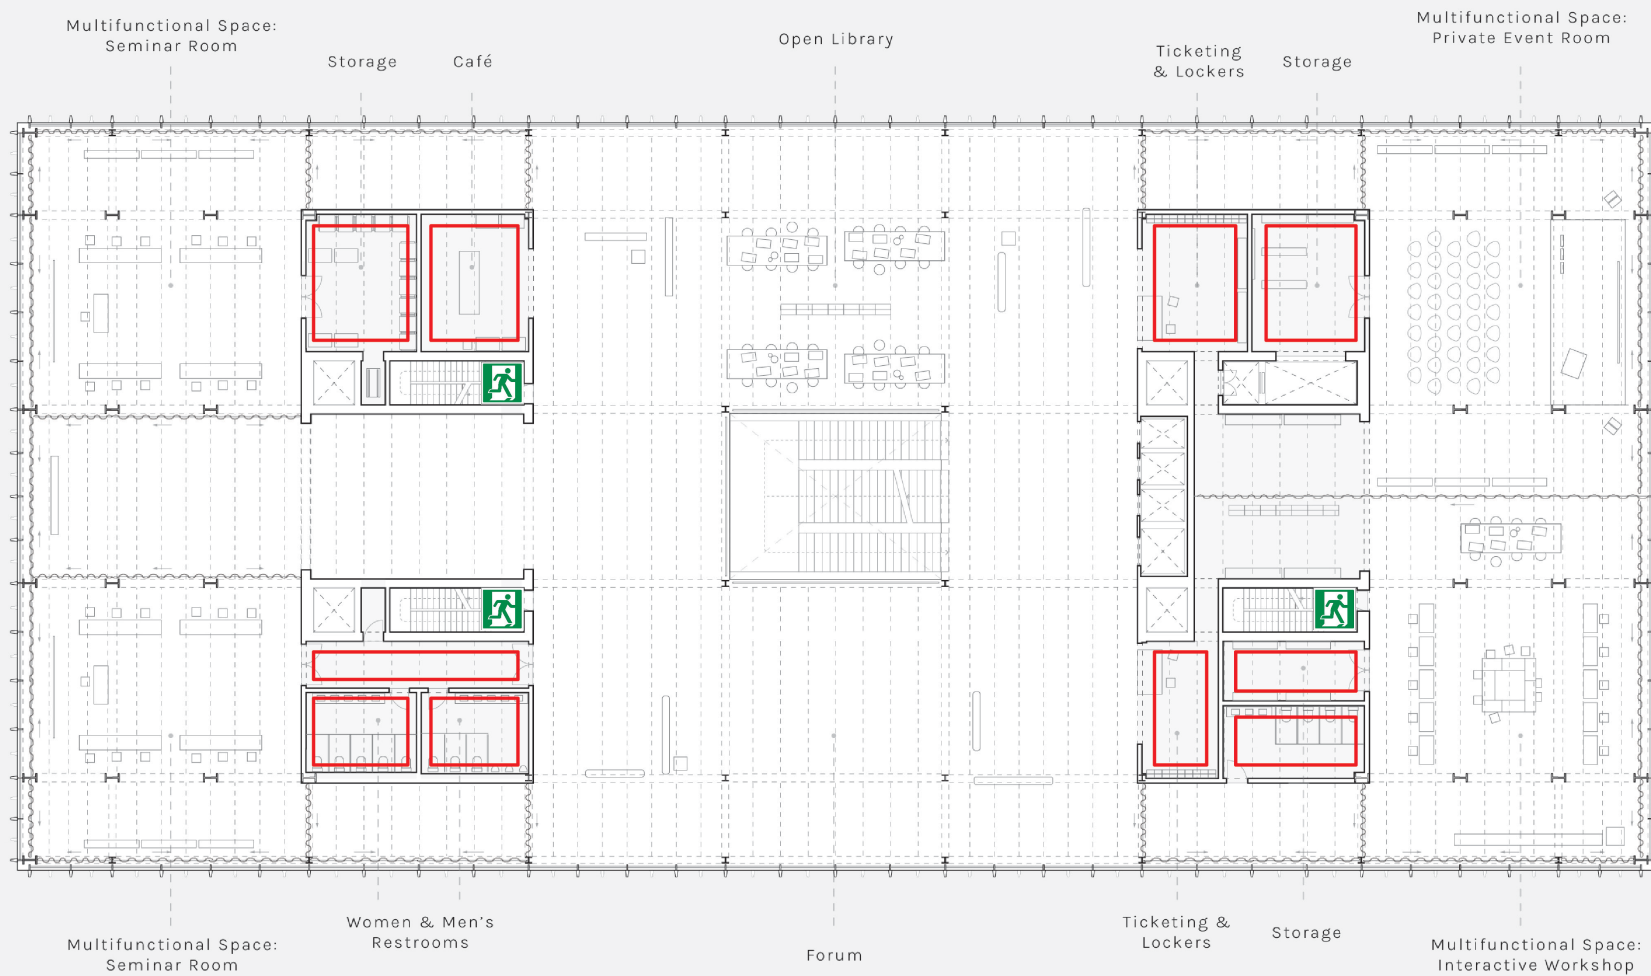 Multifunctional Space:
Seminar Room
Storage
Café
Open Library
Ticketing
& Lockers
Storage
Multifunctional Space:
Private Event Room
Multifunctional Space:
Seminar Room
Women & Men's
Restrooms
Forum
Ticketing &
Lockers
Storage
Multifunctional Space:
Interactive Workshop